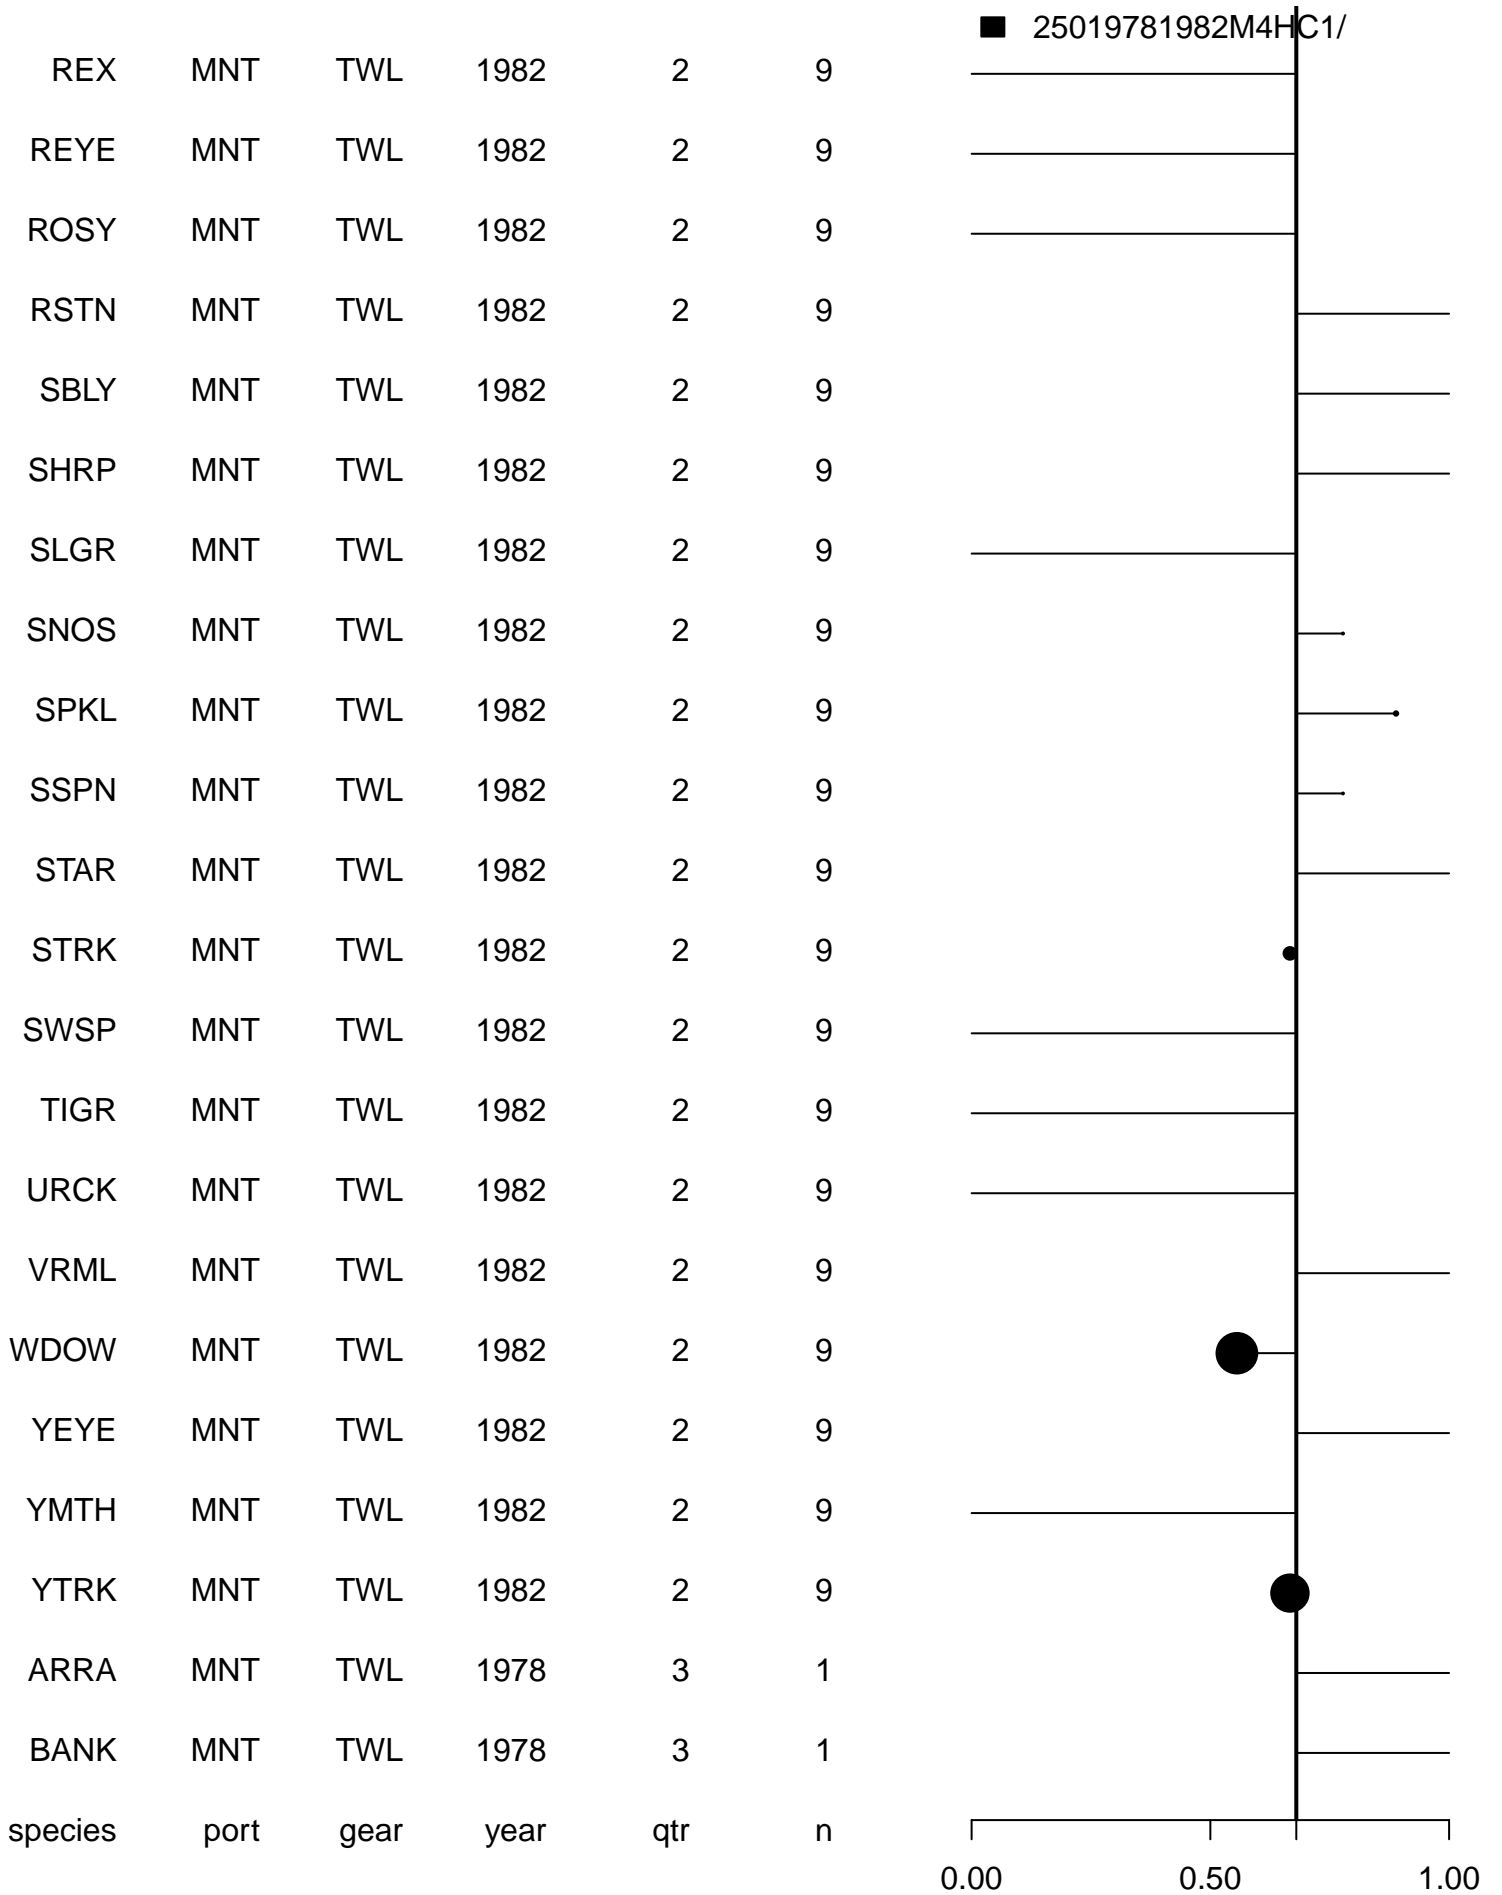 25019781982M4HC1/
REX MNT TWL 1982 2 9
REYE MNT TWL 1982 2 9
ROSY MNT TWL 1982 2 9
RSTN MNT TWL 1982 2 9
SBLY MNT TWL 1982 2 9
SHRP MNT TWL 1982 2 9
SLGR MNT TWL 1982 2 9
SNOS MNT TWL 1982 2 9
SPKL MNT TWL 1982 2 9
SSPN MNT TWL 1982 2 9
STAR MNT TWL 1982 2 9
STRK MNT TWL 1982 2 9
SWSP MNT TWL 1982 2 9
TIGR MNT TWL 1982 2 9
URCK MNT TWL 1982 2 9
VRML MNT TWL 1982 2 9
WDOW MNT TWL 1982 2 9
YEYE MNT TWL 1982 2 9
YMTH MNT TWL 1982 2 9
YTRK MNT TWL 1982 2 9
ARRA MNT TWL 1978 3 1
BANK MNT TWL 1978 3 1
species port gear year qtr n
0.00 0.50 1.00